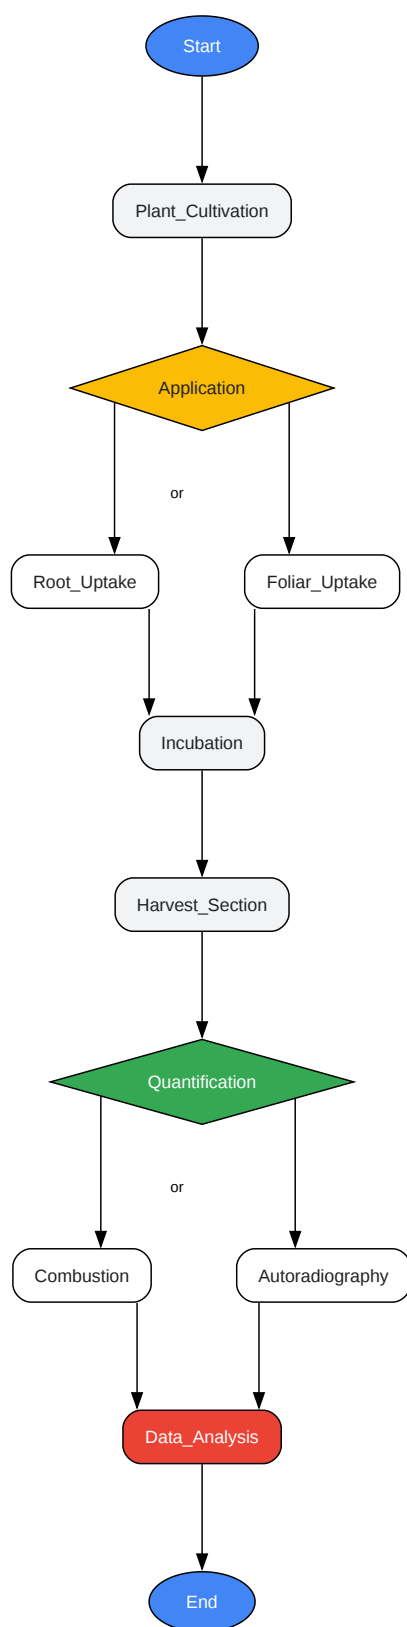 Start
Plant_Cultivation
Application
or
Root_Uptake
Foliar_Uptake
Incubation
Harvest_Section
Quantification
or
Combustion
Autoradiography
Data_Analysis
End